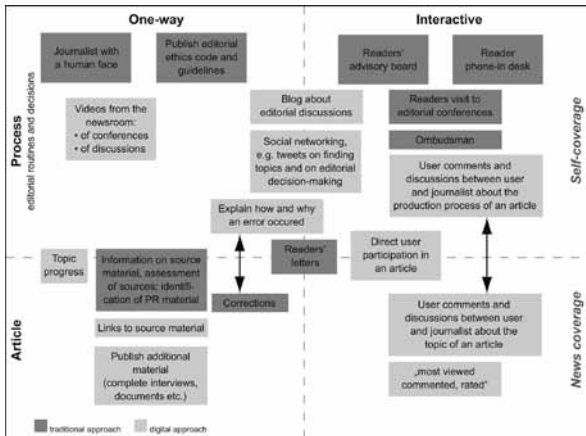 One-way
Interactive
Process
editorial routines and decisions
Article
Self-coverage
News coverage
Journalist with
a human face
Publish editorial
ethics code and
guidelines
Readers'
advisory board
Reader
phone-in desk
Videos from the
newsroom:
• of conferences
• of discussions
Blog about
editorial discussions
Readers visit to
editorial conferences
Ombudsman
Social networking,
e.g. tweets on finding
topics and on editorial
decision-making
User comments and
discussions between user
and journalist about the
production process of an article
Explain how and why
an error occured
Topic
progress
Information on source
material, assessment
of sources; identifi-
cation of PR material
Readers'
letters
Direct user
participation in
an article
Corrections
Links to source material
User comments and
discussions between user
and journalist about the
topic of an article
Publish additional
material
(complete interviews,
documents etc.)
„most viewed
commented, rated"
traditional approach
digital approach